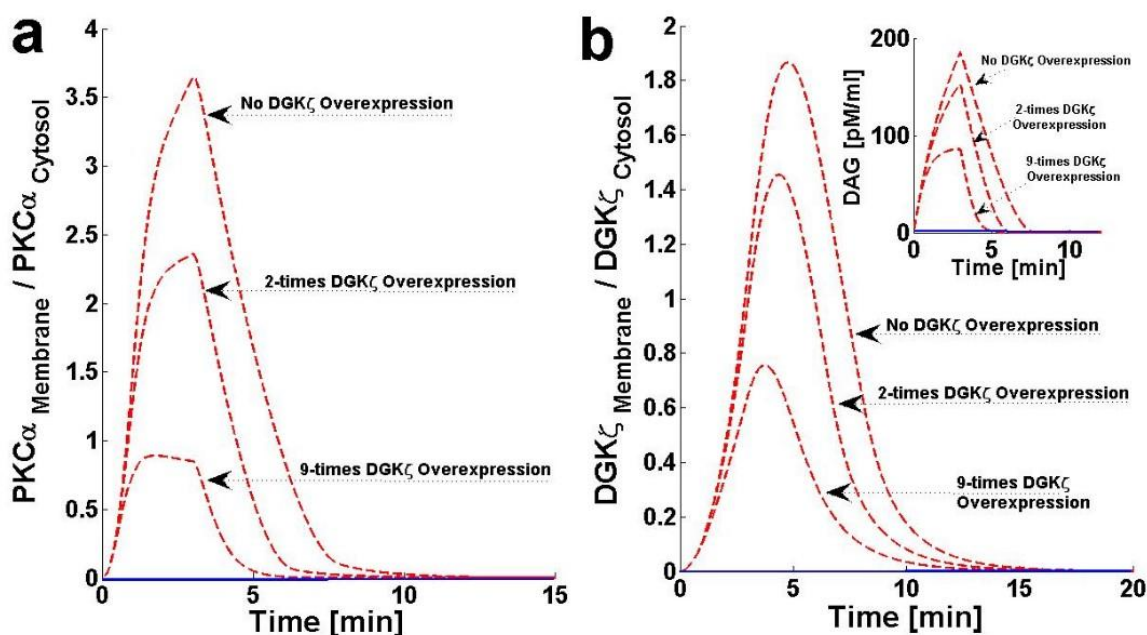 a
4
3.5
3
2.5
2
1.5
1
0.5
0
PKCα Membrane / PKCα Cytosol
No DGKζ Overexpression
2-times DGKζ Overexpression
9-times DGKζ Overexpression
0 5 10 15
Time [min]
b
2
1.8
1.6
1.4
1.2
1
0.8
0.6
0.4
0.2
0
DGKζ Membrane / DGKζ Cytosol
No DGKζ Overexpression
2-times DGKζ Overexpression
9-times DGKζ
Overexpression
0 5 10 15 20
Time [min]
200
100
0
DAG [pM/ml]
No DGKζ Overexpression
2-times DGKζ
Overexpression
9-times DGKζ
Overexpression
0 5 10
Time [min]